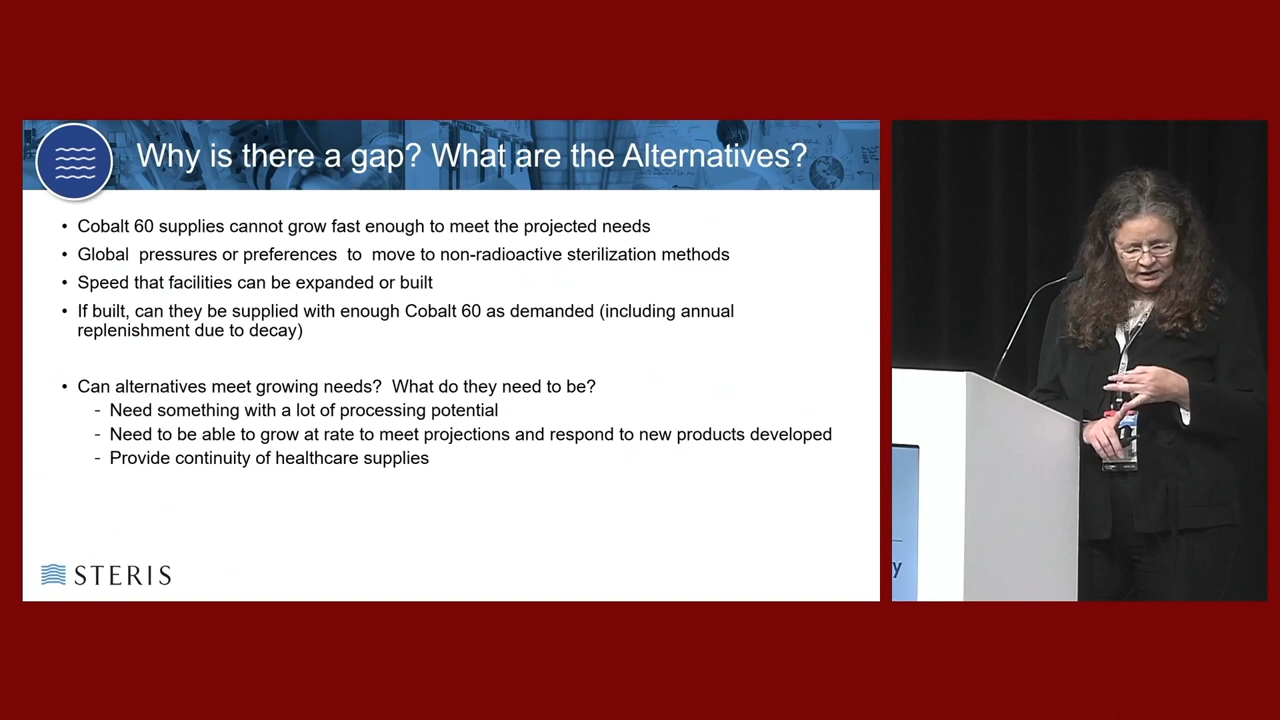 Why is there a gap? What are the Alternatives?
• Cobalt 60 supplies cannot grow fast enough to meet the projected needs
• Global pressures or preferences to move to non-radioactive sterilization methods
• Speed that facilities can be expanded or built
• If built, can they be supplied with enough Cobalt 60 as demanded (including annual
replenishment due to decay)
• Can alternatives meet growing needs? What do they need to be?
- Need something with a lot of processing potential
- Need to be able to grow at rate to meet projections and respond to new products developed
- Provide continuity of healthcare supplies
STERIS
y